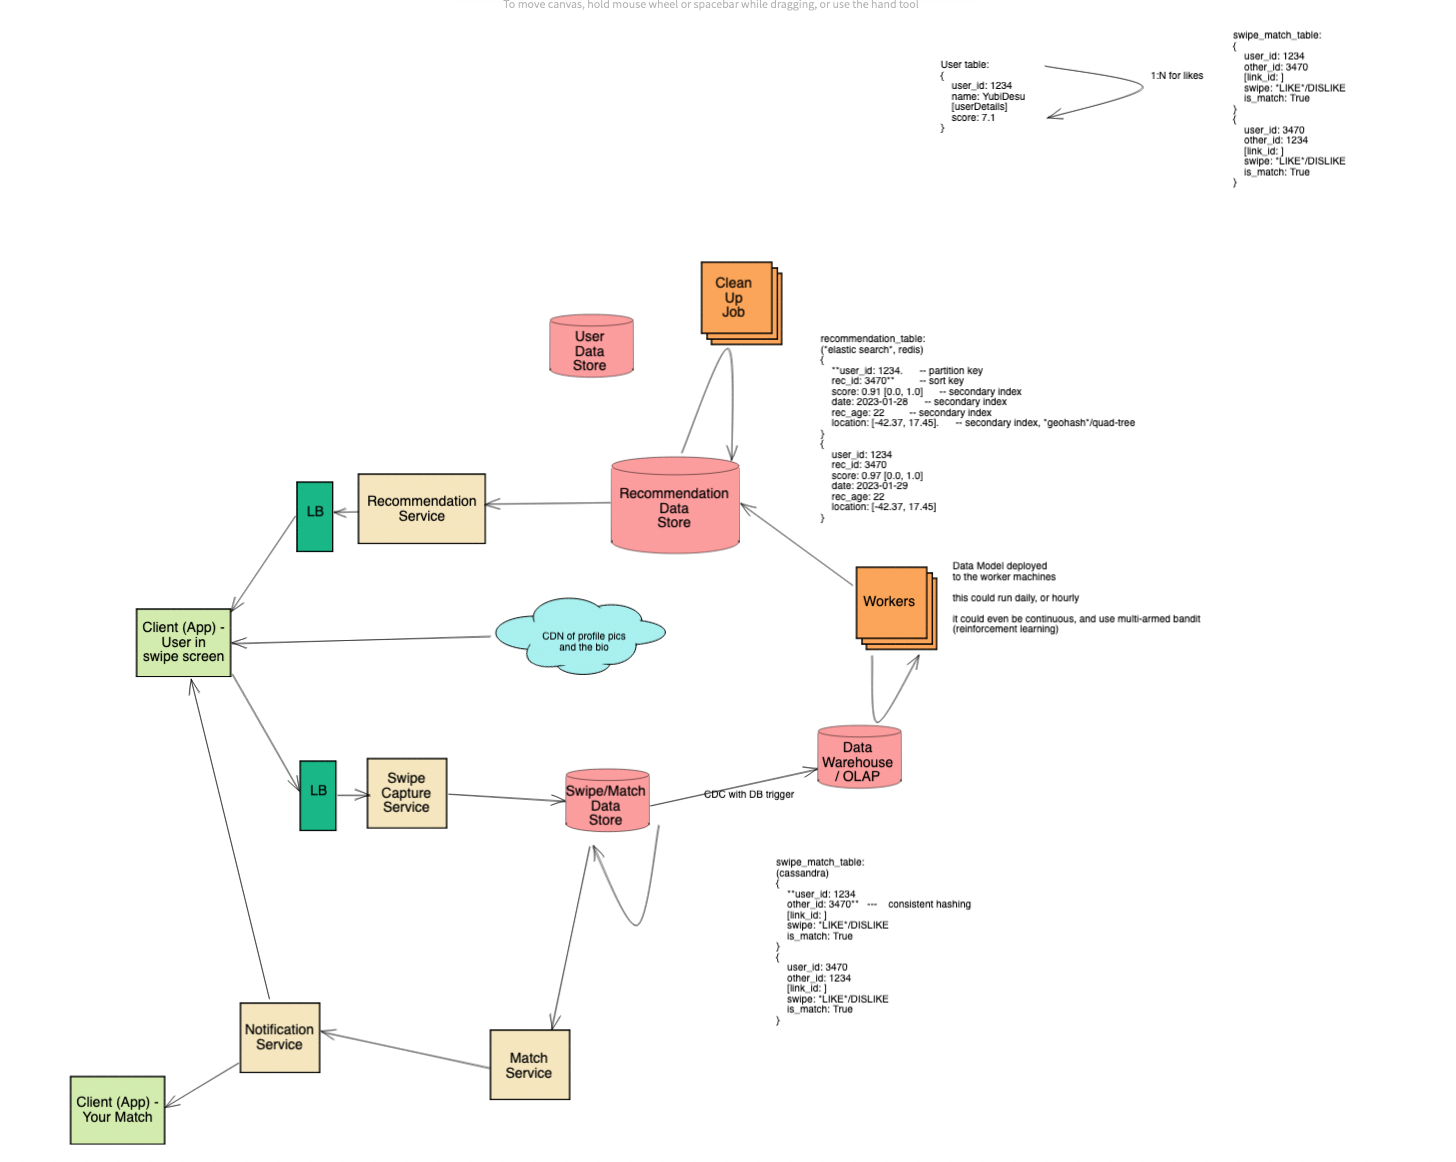 To move canvas, hold mouse wheel or spacebar while dragging, or use the hand tool
swipe_match_table:
{
user_id: 1234
other_id: 3470
[link_id: ]
swipe: "LIKE"/DISLIKE
is_match: True
}
{
user_id: 3470
other_id: 1234
[link_id: ]
swipe: "LIKE"/DISLIKE
is_match: True
}
User table:
{
user_id: 1234
name: YubiDesu
[userDetails]
score: 7.1
}
1:N for likes
Clean
Up
Job
User
Data
Store
recommendation_table:
("elastic search", redis)
{
**user_id: 1234. -- partition key
rec_id: 3470** -- sort key
score: 0.91 [0.0, 1.0] -- secondary index
date: 2023-01-28 -- secondary index
rec_age: 22 -- secondary index
location: [-42.37, 17.45]. -- secondary index, "geohash"/quad-tree
}
{
user_id: 1234
rec_id: 3470
score: 0.97 [0.0, 1.0]
date: 2023-01-29
rec_age: 22
location: [-42.37, 17.45]
}
LB
Recommendation
Service
Recommendation
Data
Store
Workers
Data Model deployed
to the worker machines
this could run daily, or hourly
it could even be continuous, and use multi-armed bandit
(reinforcement learning)
Client (App) -
User in
swipe screen
CDN of profile pics
and the bio
LB
Swipe
Capture
Service
Swipe/Match
Data
Store
CDC with DB trigger
Data
Warehouse
/ OLAP
swipe_match_table:
(cassandra)
{
**user_id: 1234
other_id: 3470** --- consistent hashing
[link_id: ]
swipe: "LIKE"/DISLIKE
is_match: True
}
{
user_id: 3470
other_id: 1234
[link_id: ]
swipe: "LIKE"/DISLIKE
is_match: True
}
Notification
Service
Match
Service
Client (App) -
Your Match